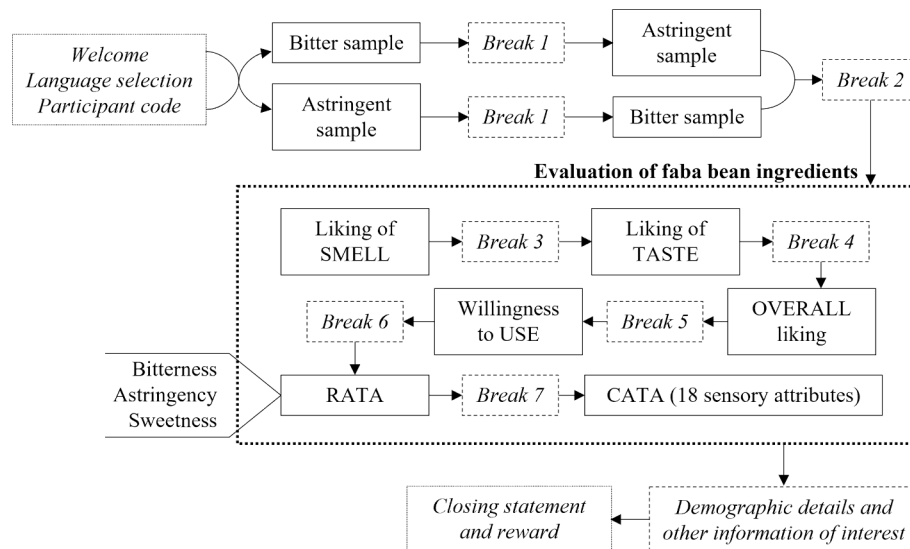 Welcome
Language selection
Participant code
Bitter sample
Break 1
Astringent
sample
Astringent
sample
Break 1
Bitter sample
Break 2
Evaluation of faba bean ingredients
Liking of
SMELL
Break 3
Liking of
TASTE
Break 4
OVERALL
liking
Break 5
Willingness
to USE
Break 6
Bitterness
Astringency
Sweetness
RATA
Break 7
CATA (18 sensory attributes)
Demographic details and
other information of interest
Closing statement
and reward